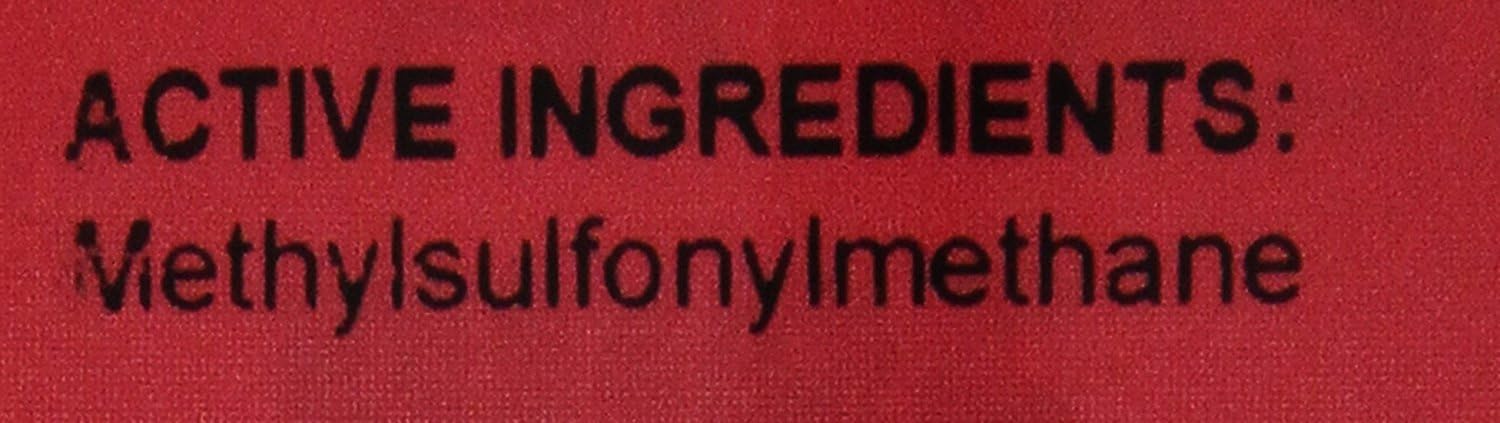 ACTIVE INGREDIENTS:
Methylsulfonylmethane